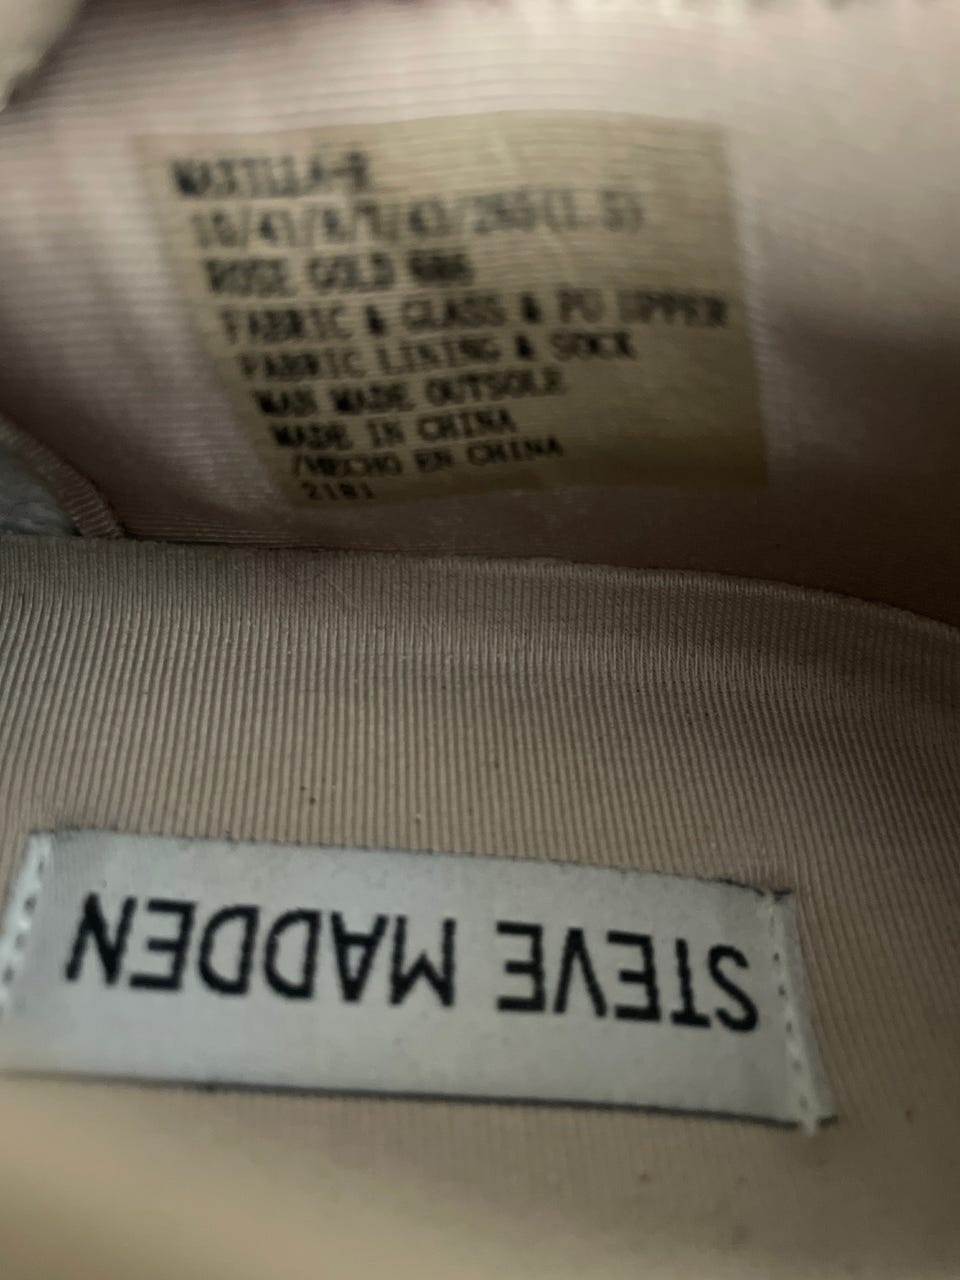 MAXILLA-R
ROSE GOLD
FABRIC & GLASS & PU UPPER
FABRIC LINING & SOCK
MAN MADE OUTSOLE
MADE IN CHINA
/HECHO EN CHINA
STEVE MADDEN